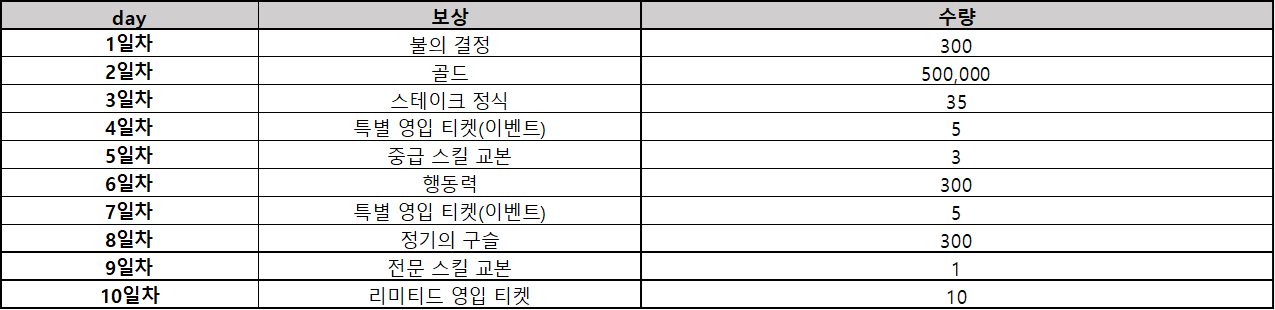 day 보상 수량
1일차 불의 결정 300
2일차 골드 500,000
3일차 스테이크 정식 35
4일차 특별 영입 티켓(이벤트) 5
5일차 중급 스킬 교본 3
6일차 행동력 300
7일차 특별 영입 티켓(이벤트) 5
8일차 정기의 구슬 300
9일차 전문 스킬 교본 1
10일차 리미티드 영입 티켓 10